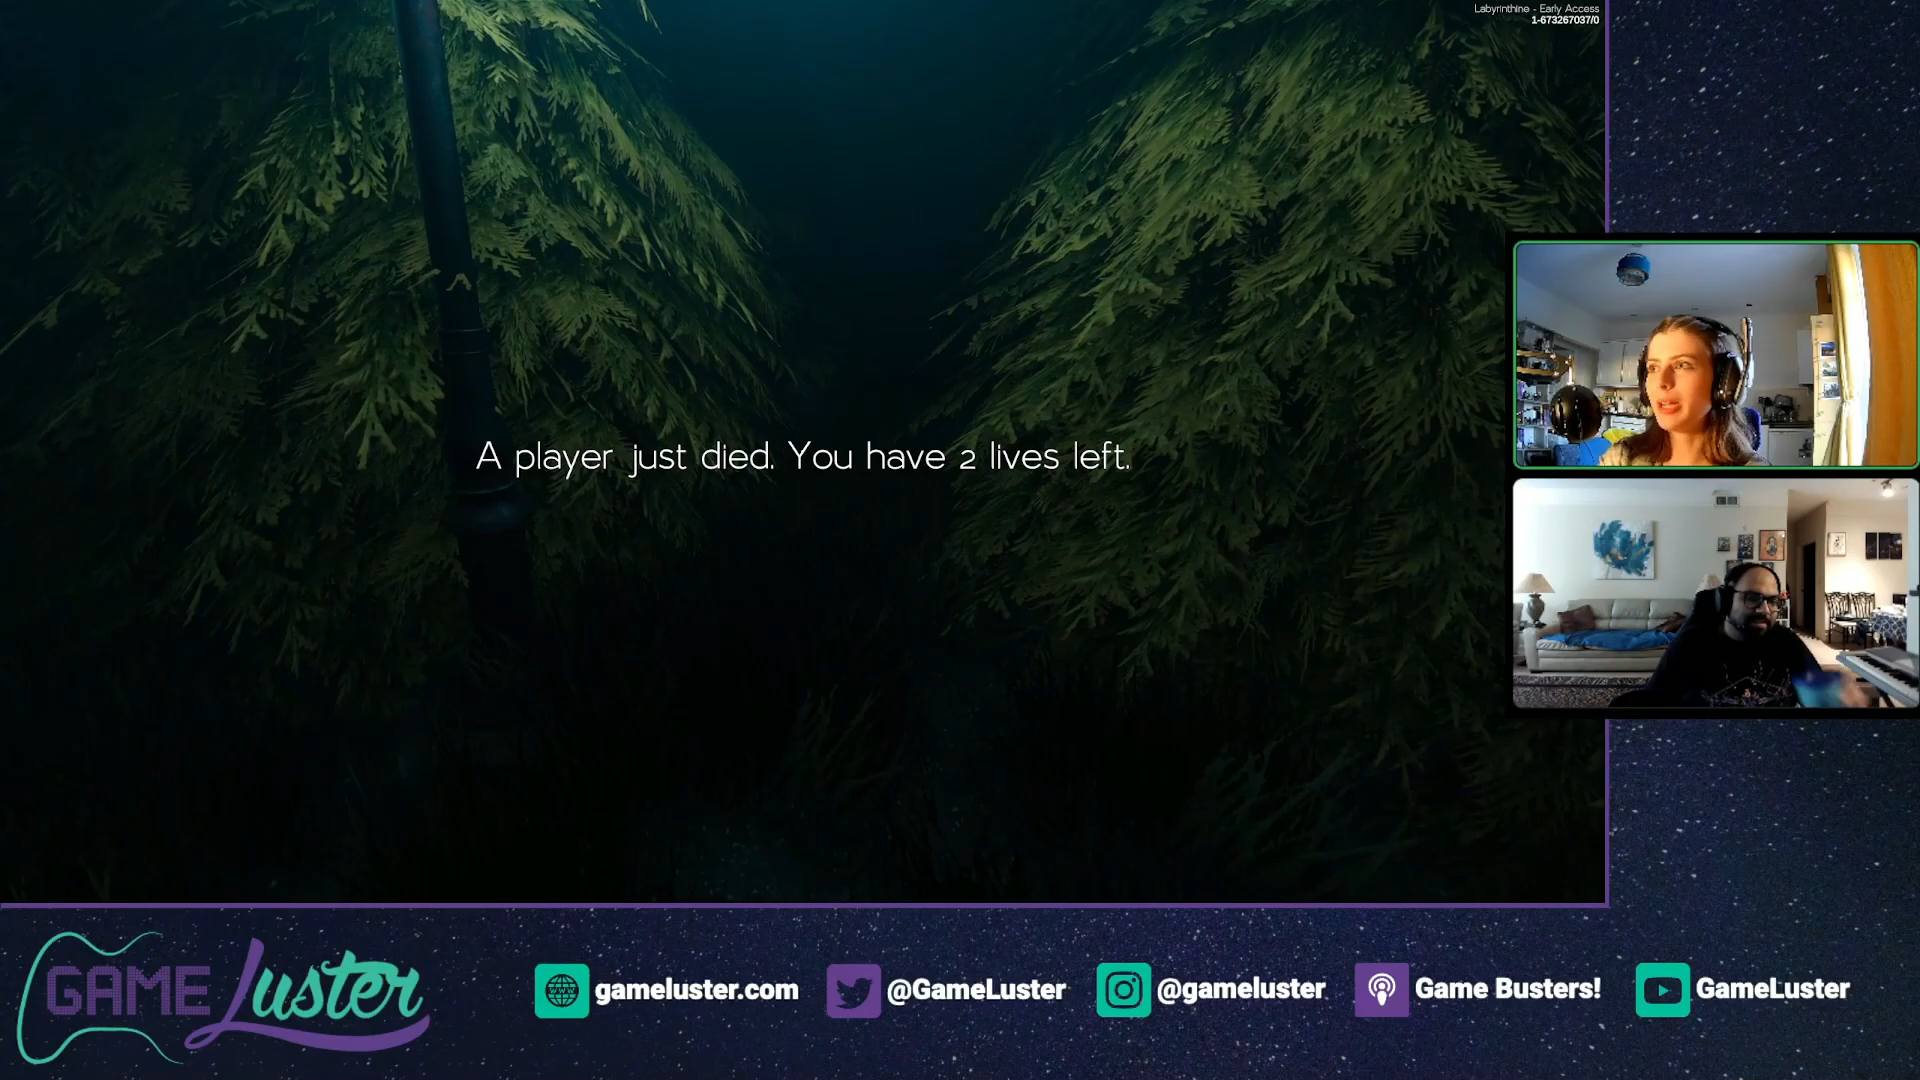 Labyrinthine - Early Access
1-673267037/0
A player just died. You have 2 lives left.
GAME Luster
www
gameluster.com
@GameLuster
@gameluster
Game Busters!
GameLuster